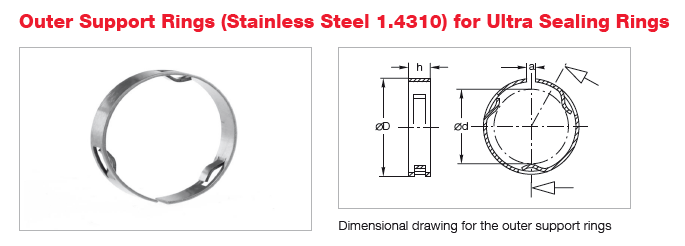 Outer Support Rings (Stainless Steel 1.4310) for Ultra Sealing Rings
h
a
øD
ød
Dimensional drawing for the outer support rings